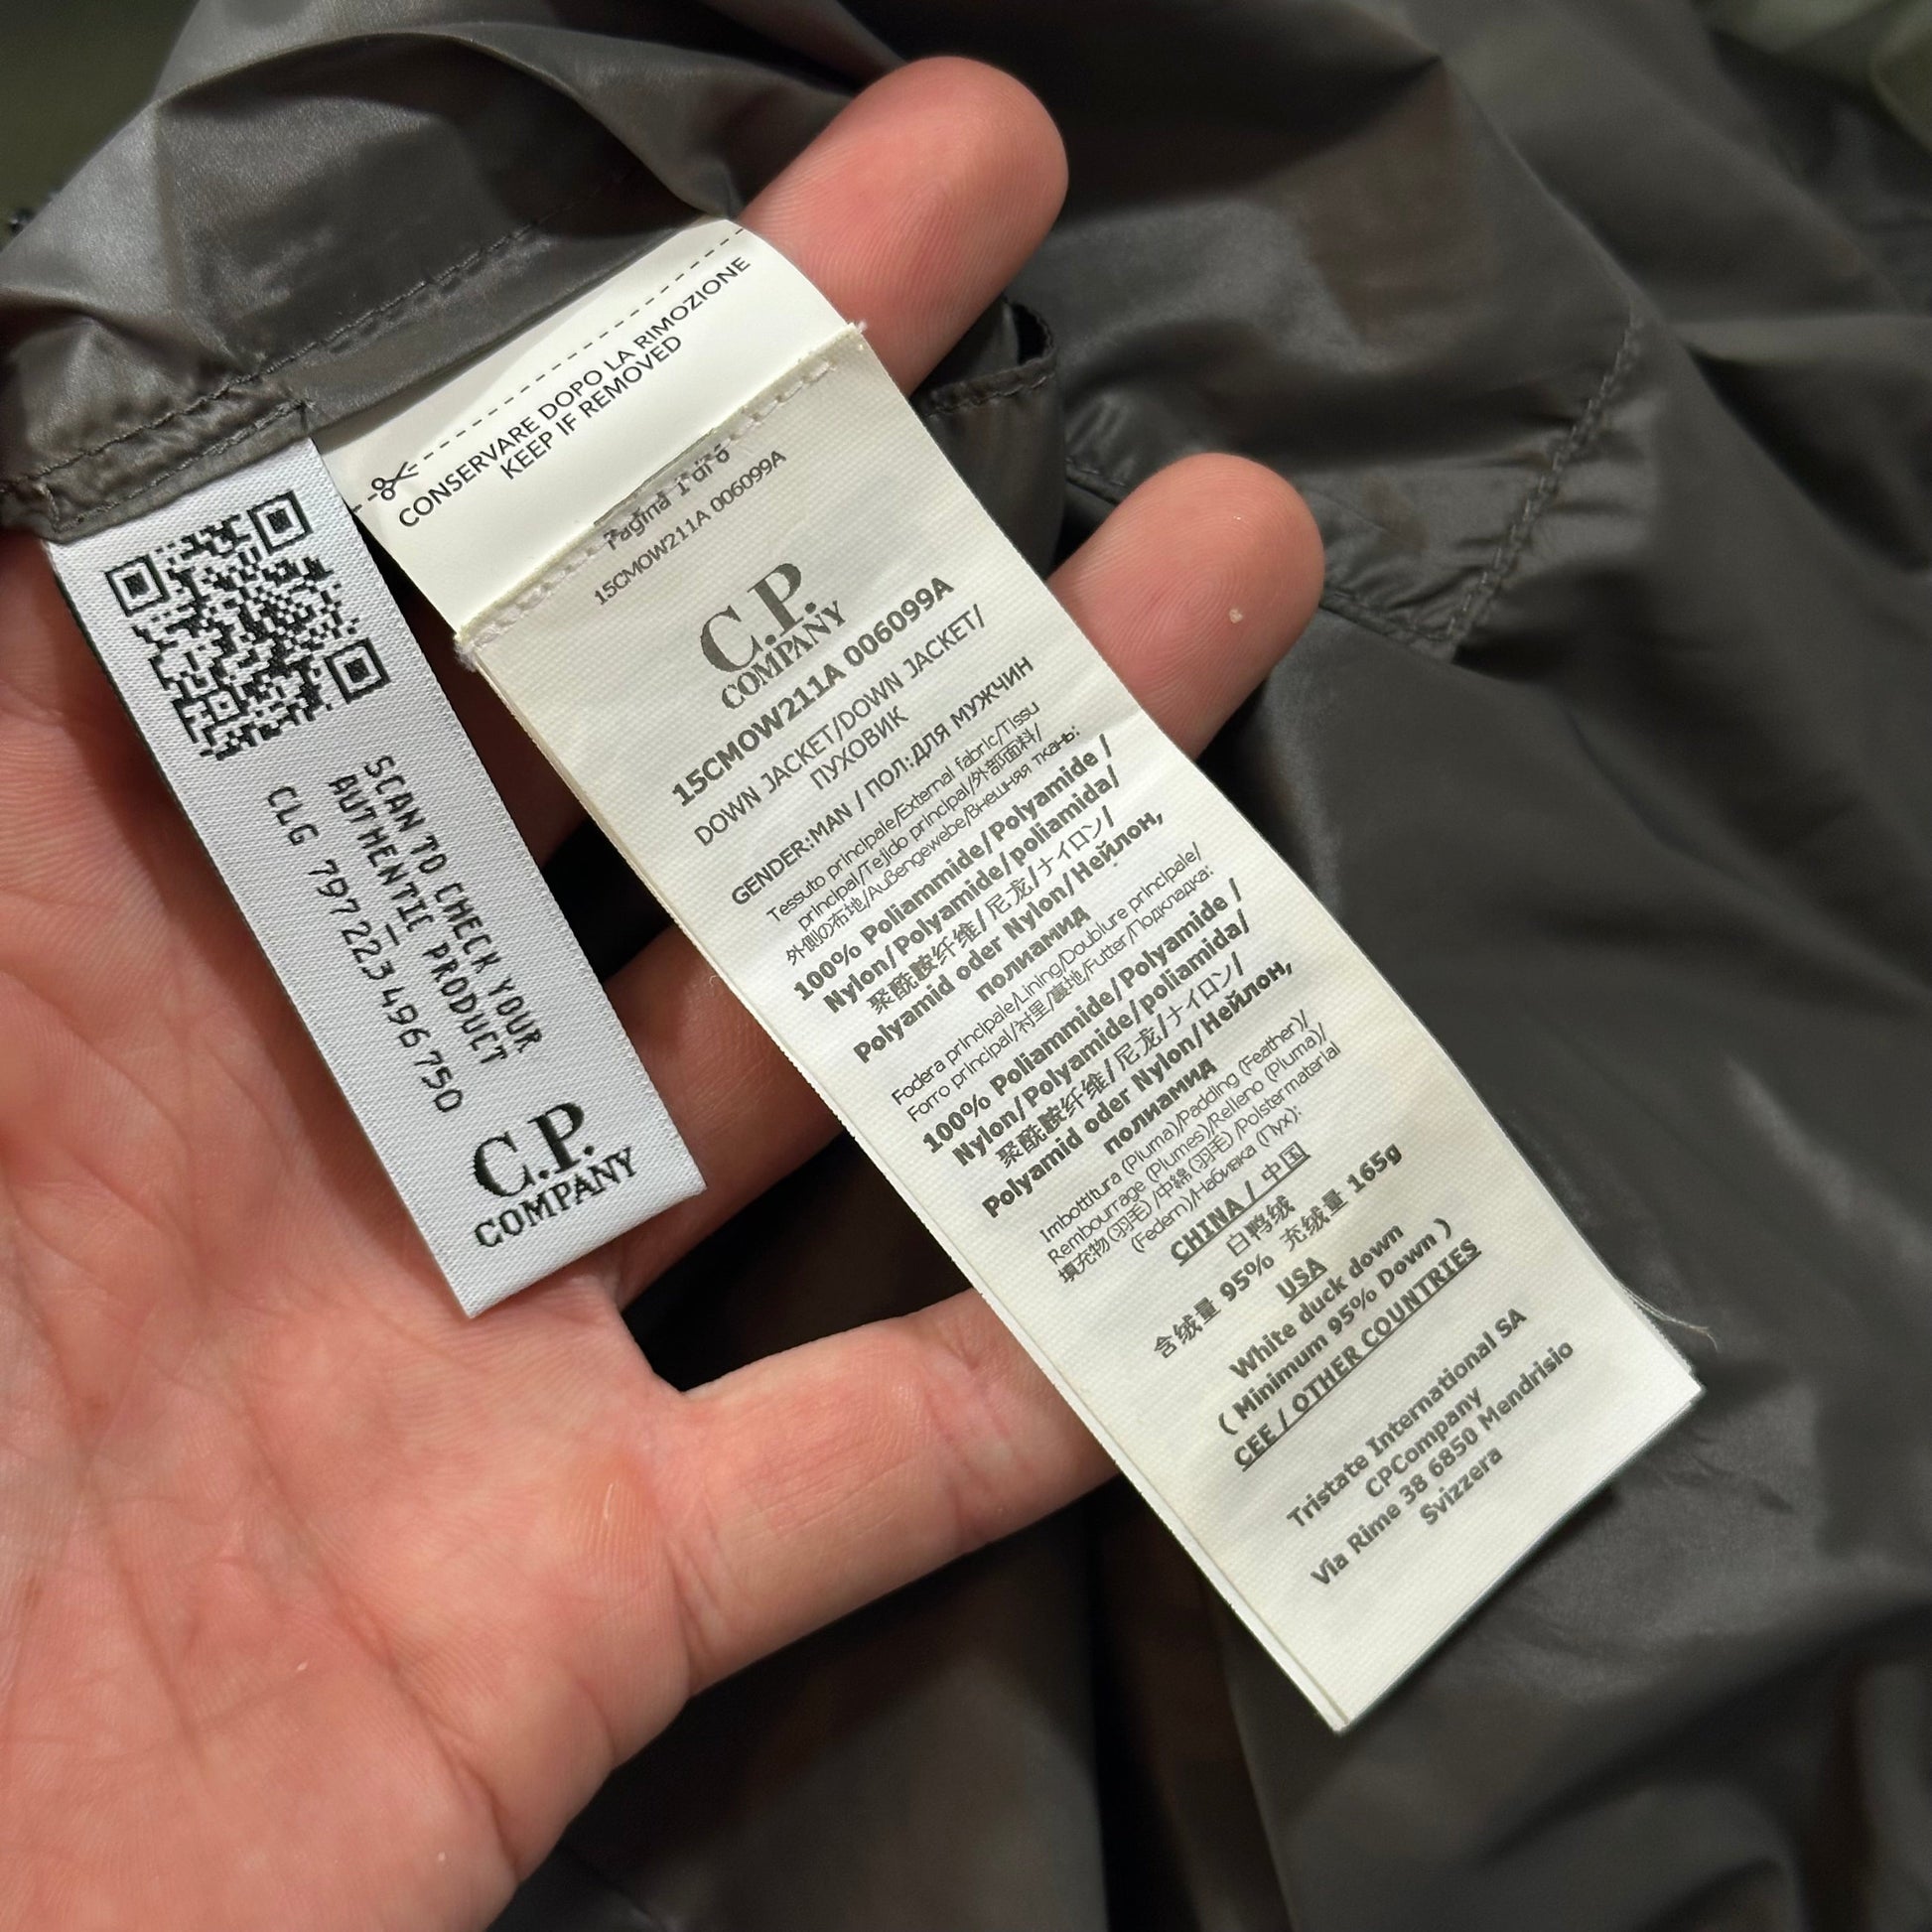 CONSERVARE DOPO LA RIMOZIONE
KEEP IF REMOVED
Pagina 1 di 6
15CMOW211A 006099A
C.P.
COMPANY
15CMOW211A 006099A
DOWN JACKET/DOWN JACKET/
ПУХОВИК
GENDER:MAN / ПОЛ:ДЛЯ МУЖЧИН
Tessuto principale/External fabric/Tissu
principal/Tejido principal/外部面料/
外側の布地/Außengewebe/Внешняя ткань:
100% Poliammide/Polyamide /
Nylon/Polyamide/poliamida/
聚酰胺纤维/尼龙/ナイロン/
Polyamid oder Nylon/Нейлон,
полиамид
Fodera principale/Lining/Doublure principale/
Forro principal/衬里/裏地/Futter/Подкладка:
100% Poliammide/Polyamide /
Nylon/Polyamide/poliamida/
聚酰胺纤维/尼龙/ナイロン/
Polyamid oder Nylon/Нейлон,
полиамид
Imbottitura (Piuma)/Padding (Feather)/
Rembourrage (Plumes)/Relleno (Pluma)/
填充物(羽毛)/中綿(羽毛)/Polstermaterial
(Federn)/Набивка (Пух):
CHINA / 中国
白鸭绒
含绒量 95% 充绒量 165g
USA
White duck down
( Minimum 95% Down )
CEE / OTHER COUNTRIES
Tristate International SA
CPCompany
Via Rime 38 6850 Mendrisio
Svizzera
SCAN TO CHECK YOUR
AUTHENTIC PRODUCT
CLG 797 223 496 750
C.P.
COMPANY